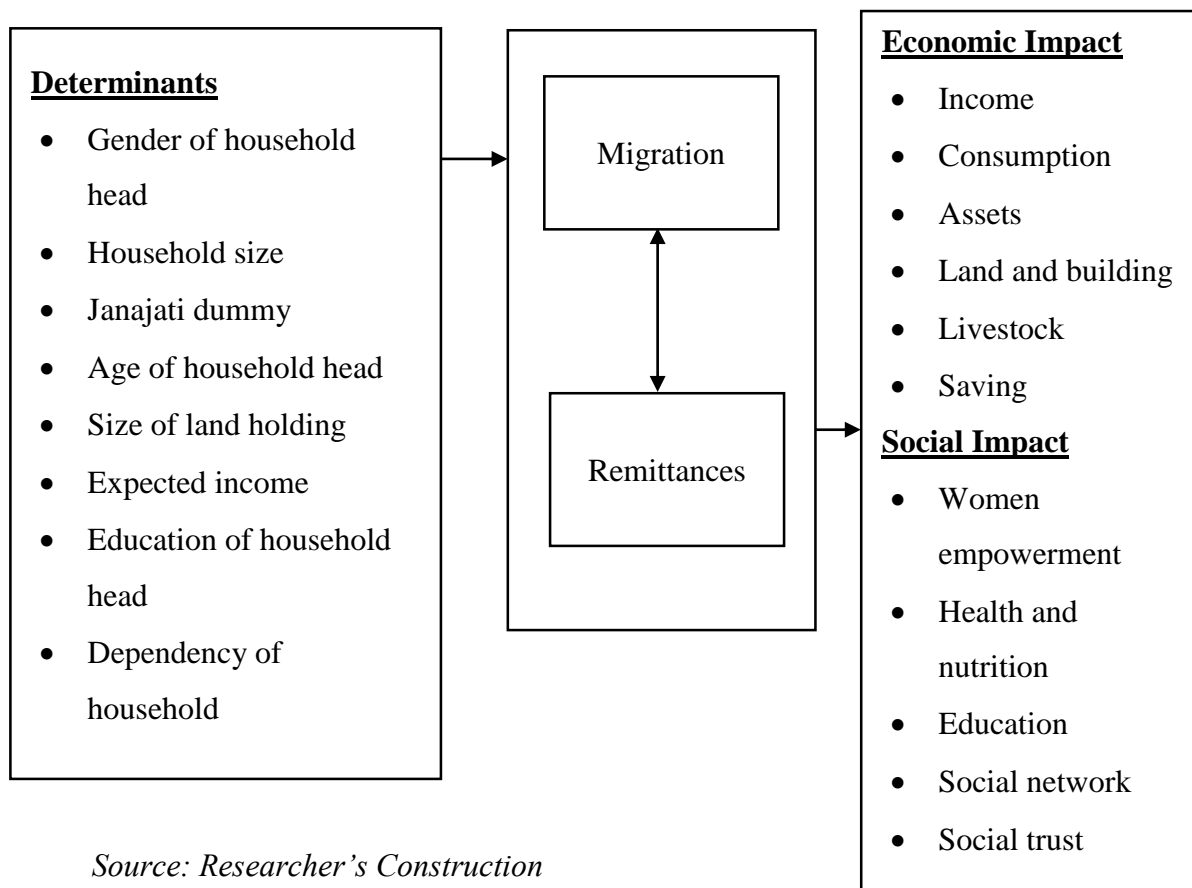 Determinants
• Gender of household
head
• Household size
• Janajati dummy
• Age of household head
• Size of land holding
• Expected income
• Education of household
head
• Dependency of
household
Migration
Remittances
Economic Impact
• Income
• Consumption
• Assets
• Land and building
• Livestock
• Saving
Social Impact
• Women
empowerment
• Health and
nutrition
• Education
• Social network
• Social trust
Source: Researcher’s Construction